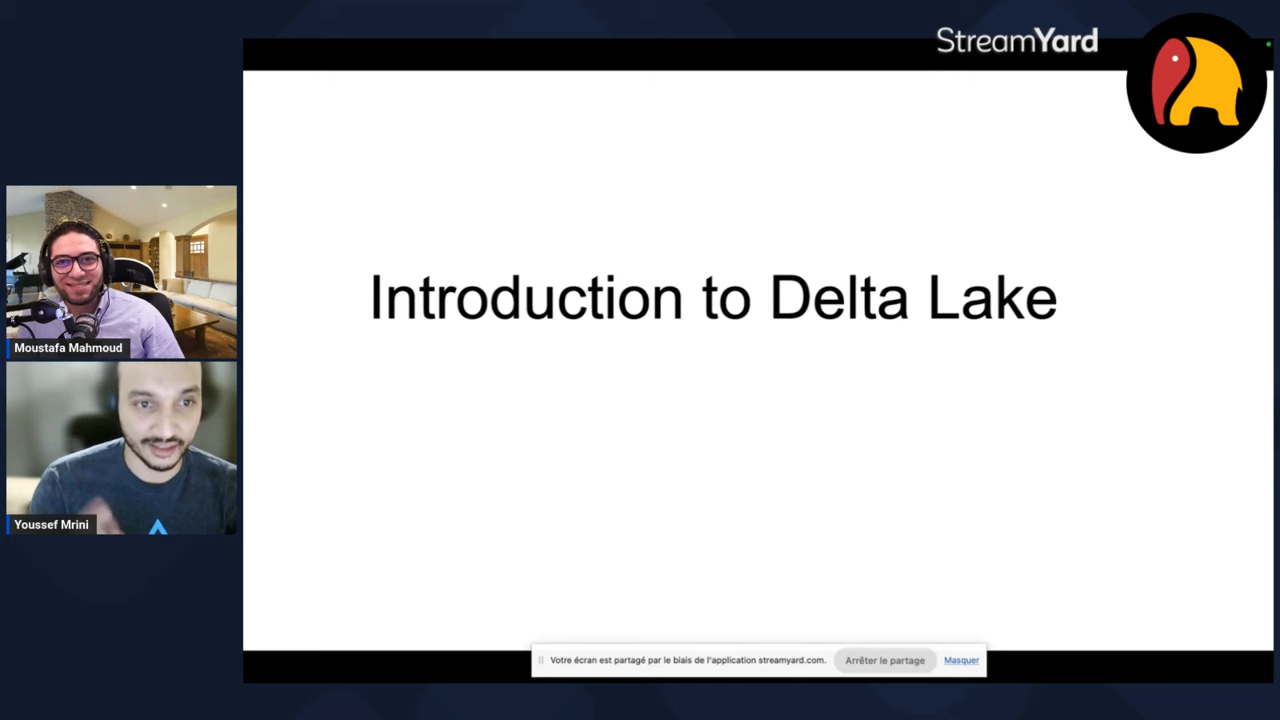 StreamYard
Introduction to Delta Lake
Moustafa Mahmoud
Youssef Mrini
Votre écran est partagé par le biais de l'application streamyard.com.
Arrêter le partage
Masquer